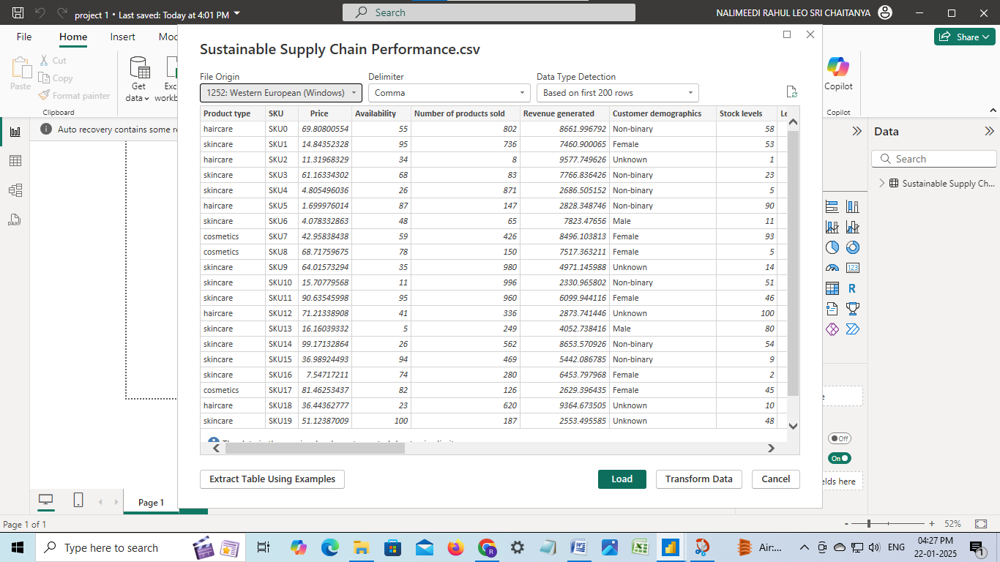 project 1 • Last saved: Today at 4:01 PM
Search
NALIMEEDI RAHUL LEO SRI CHAITANYA
File Home Insert Share
Paste
Cut
Copy
Format painter
Clipboard
Get data
Copilot
Copilot
Auto recovery contains some
Sustainable Supply Chain Performance.csv
File Origin Delimiter Data Type Detection
1252: Western European (Windows) Comma Based on first 200 rows
Product type SKU Price Availability Number of products sold Revenue generated Customer demographics Stock levels
haircare SKU0 69.80800554 55 802 8661.996792 Non-binary 58
skincare SKU1 14.84352328 95 736 7460.900065 Female 53
haircare SKU2 11.31968329 34 8 9577.749626 Unknown 1
skincare SKU3 61.16334302 68 83 7766.836426 Non-binary 23
skincare SKU4 4.805496036 26 871 2686.505152 Non-binary 5
haircare SKU5 1.699976014 87 147 2828.348746 Non-binary 90
skincare SKU6 4.078332863 48 65 7823.47656 Male 11
cosmetics SKU7 42.95838438 59 426 8496.103813 Female 93
cosmetics SKU8 68.71759675 78 150 7517.363211 Female 5
skincare SKU9 64.01573294 35 980 4971.145988 Unknown 14
skincare SKU10 15.70779568 11 996 2330.965802 Non-binary 51
skincare SKU11 90.63545998 95 960 6099.944116 Female 46
haircare SKU12 71.21338908 41 336 2873.741446 Unknown 100
skincare SKU13 16.16039332 5 249 4052.738416 Male 80
skincare SKU14 99.17132864 26 562 8653.570926 Non-binary 54
skincare SKU15 36.98924493 94 469 5442.086785 Non-binary 9
skincare SKU16 7.54717211 74 280 6453.797968 Female 2
cosmetics SKU17 81.46253437 82 126 2629.396435 Female 45
haircare SKU18 36.44362777 23 620 9364.673505 Unknown 10
skincare SKU19 51.12387009 100 187 2553.495585 Unknown 48
Extract Table Using Examples Load Transform Data Cancel
Data
Search
Sustainable Supply Ch...
123
R
Off
On
elds here
DAX
Page 1
Page 1 of 1
- + 52%
Type here to search
Air:...
ENG
04:27 PM
22-01-2025
1